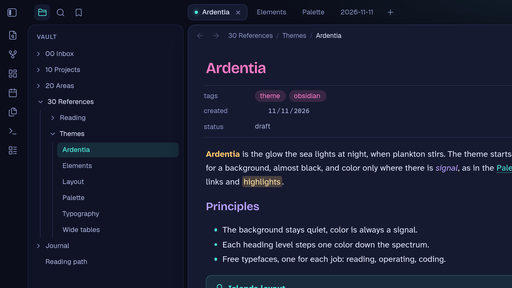 Ardentia
Elements
Palette
2026-11-11
VAULT
00 Inbox
10 Projects
20 Areas
30 References
Reading
Themes
Ardentia
Elements
Layout
Palette
Typography
Wide tables
Journal
Reading path
30 References / Themes / Ardentia
Ardentia
tags theme obsidian
created 11/11/2026
status draft
Ardentia is the glow the sea lights at night, when plankton stirs. The theme starts
for a background, almost black, and color only where there is signal, as in the Pale
links and highlights.
Principles
The background stays quiet, color is always a signal.
Each heading level steps one color down the spectrum.
Free typefaces, one for each job: reading, operating, coding.